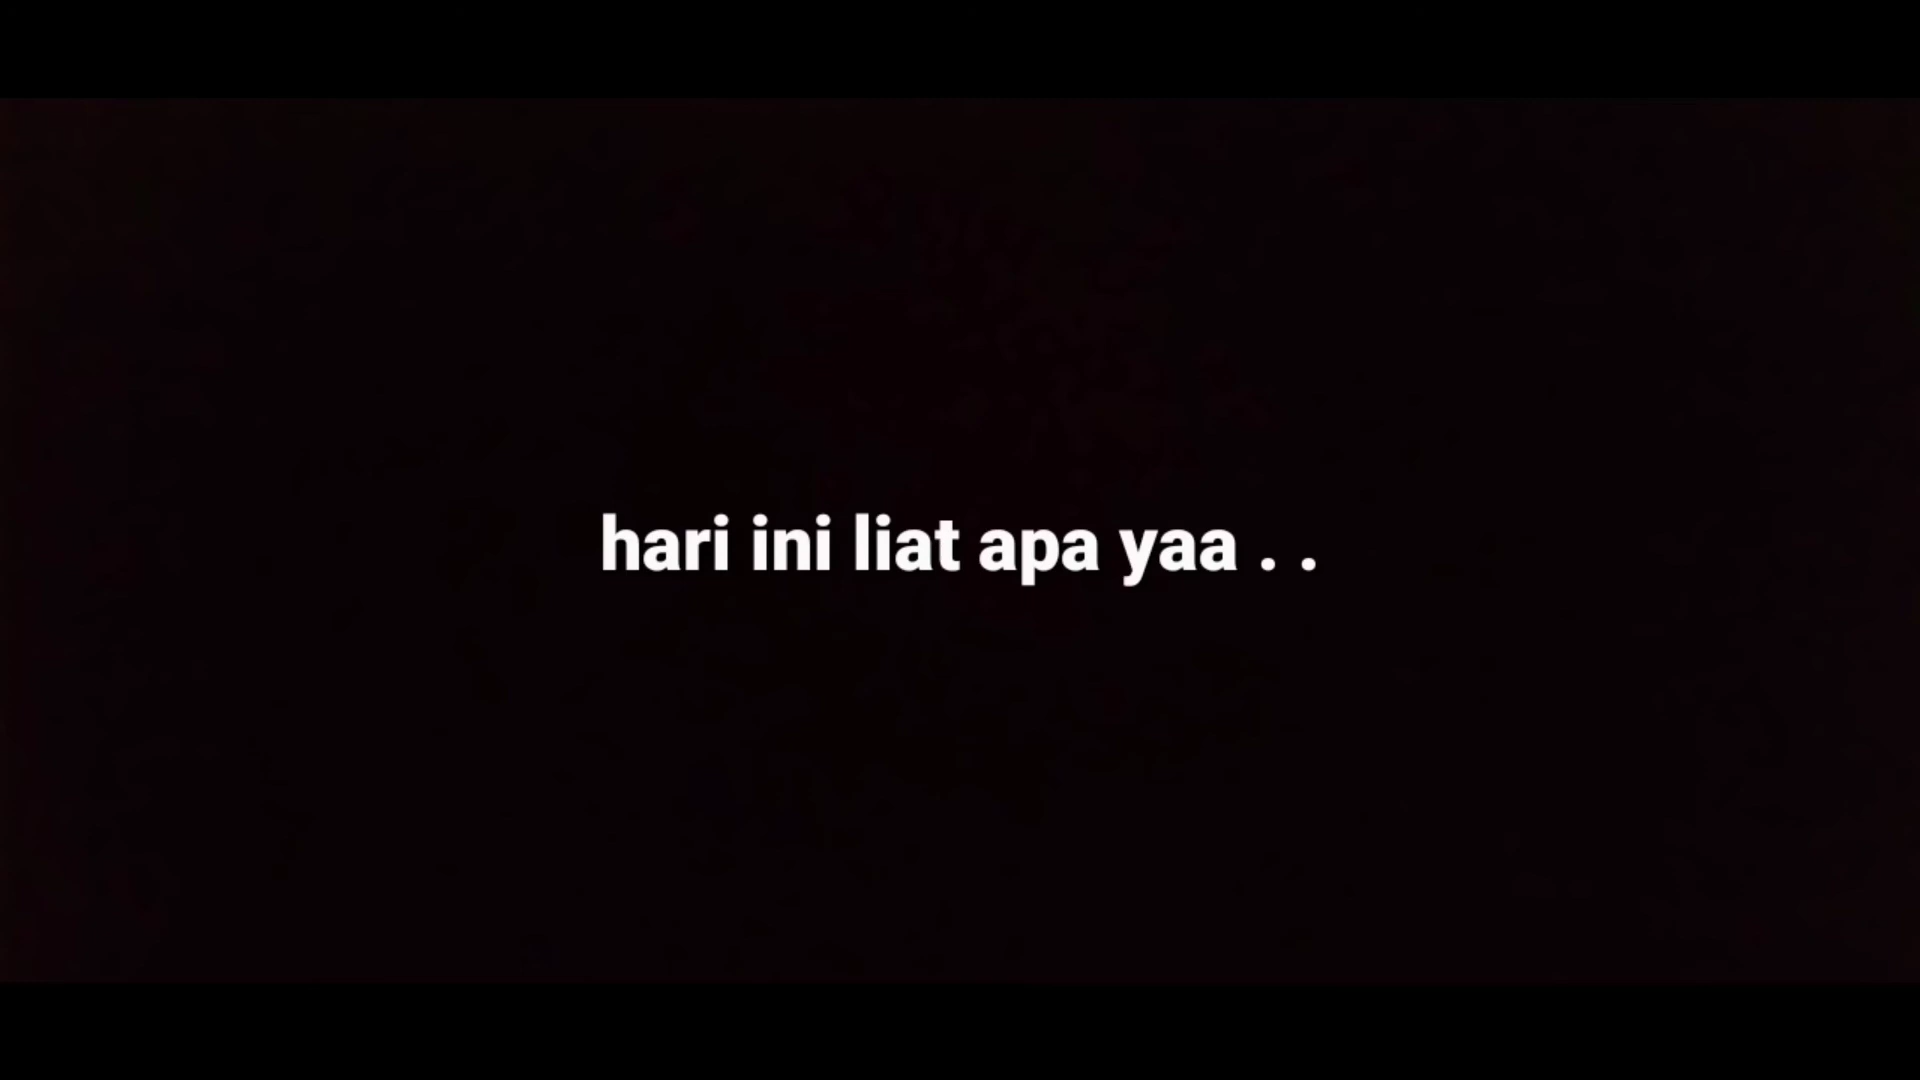 hari ini liat apa yaa . .